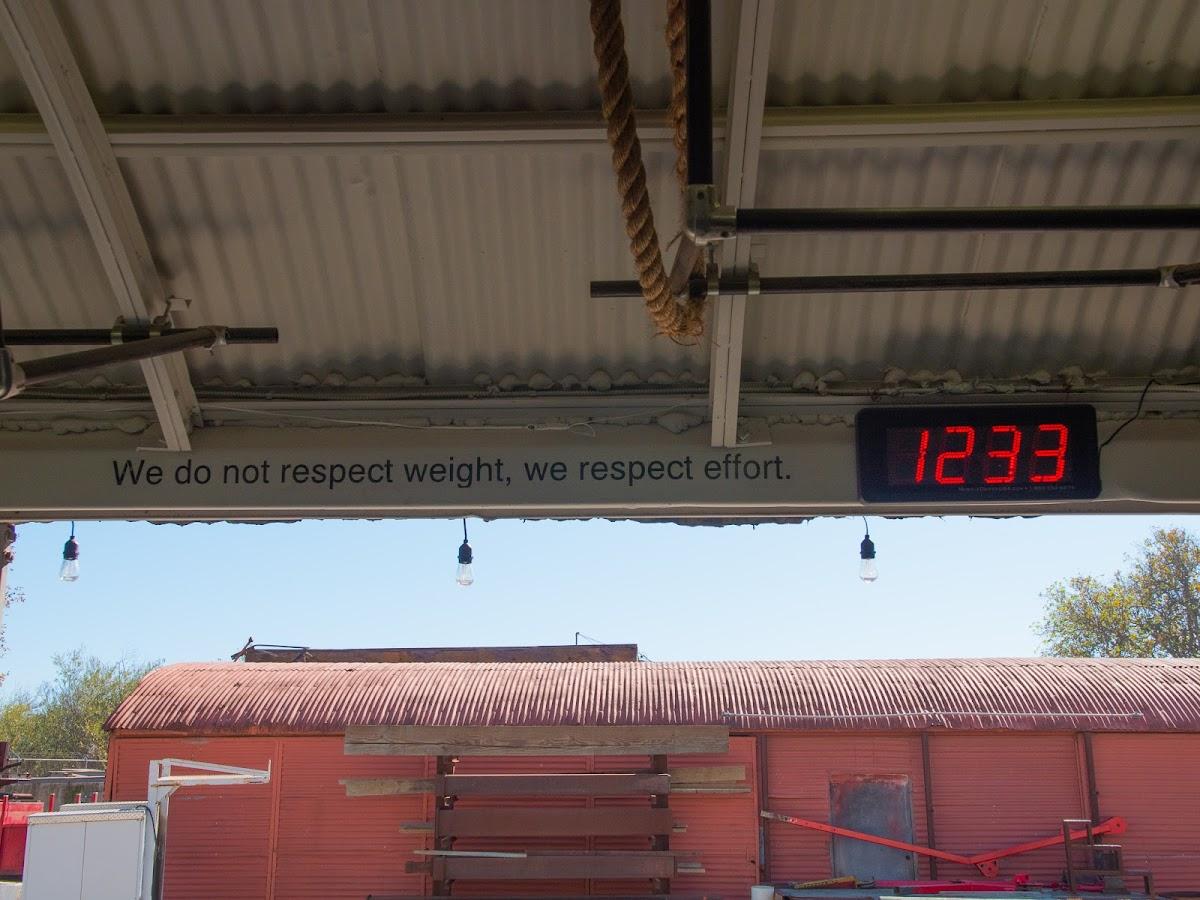 We do not respect weight, we respect effort.
1233